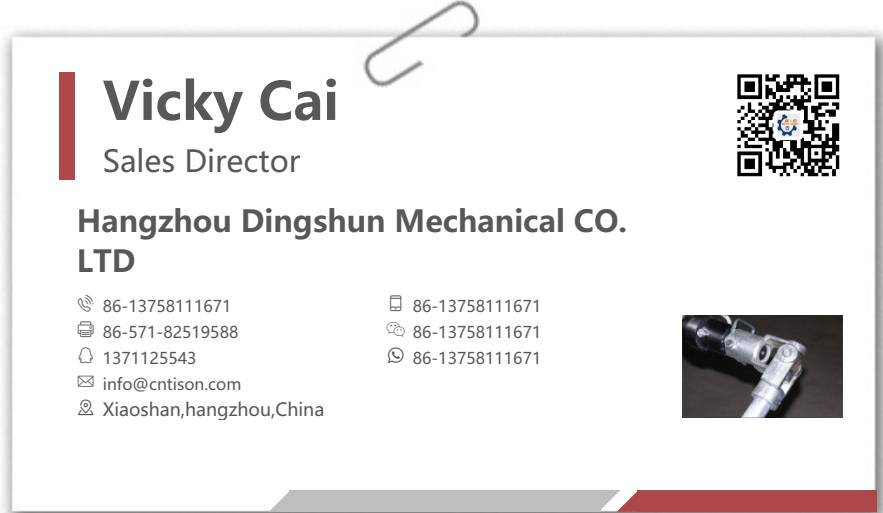 Vicky Cai
Sales Director
Hangzhou Dingshun Mechanical CO.
LTD
86-13758111671
86-13758111671
86-571-82519588
86-13758111671
1371125543
86-13758111671
info@cntison.com
Xiaoshan,hangzhou,China